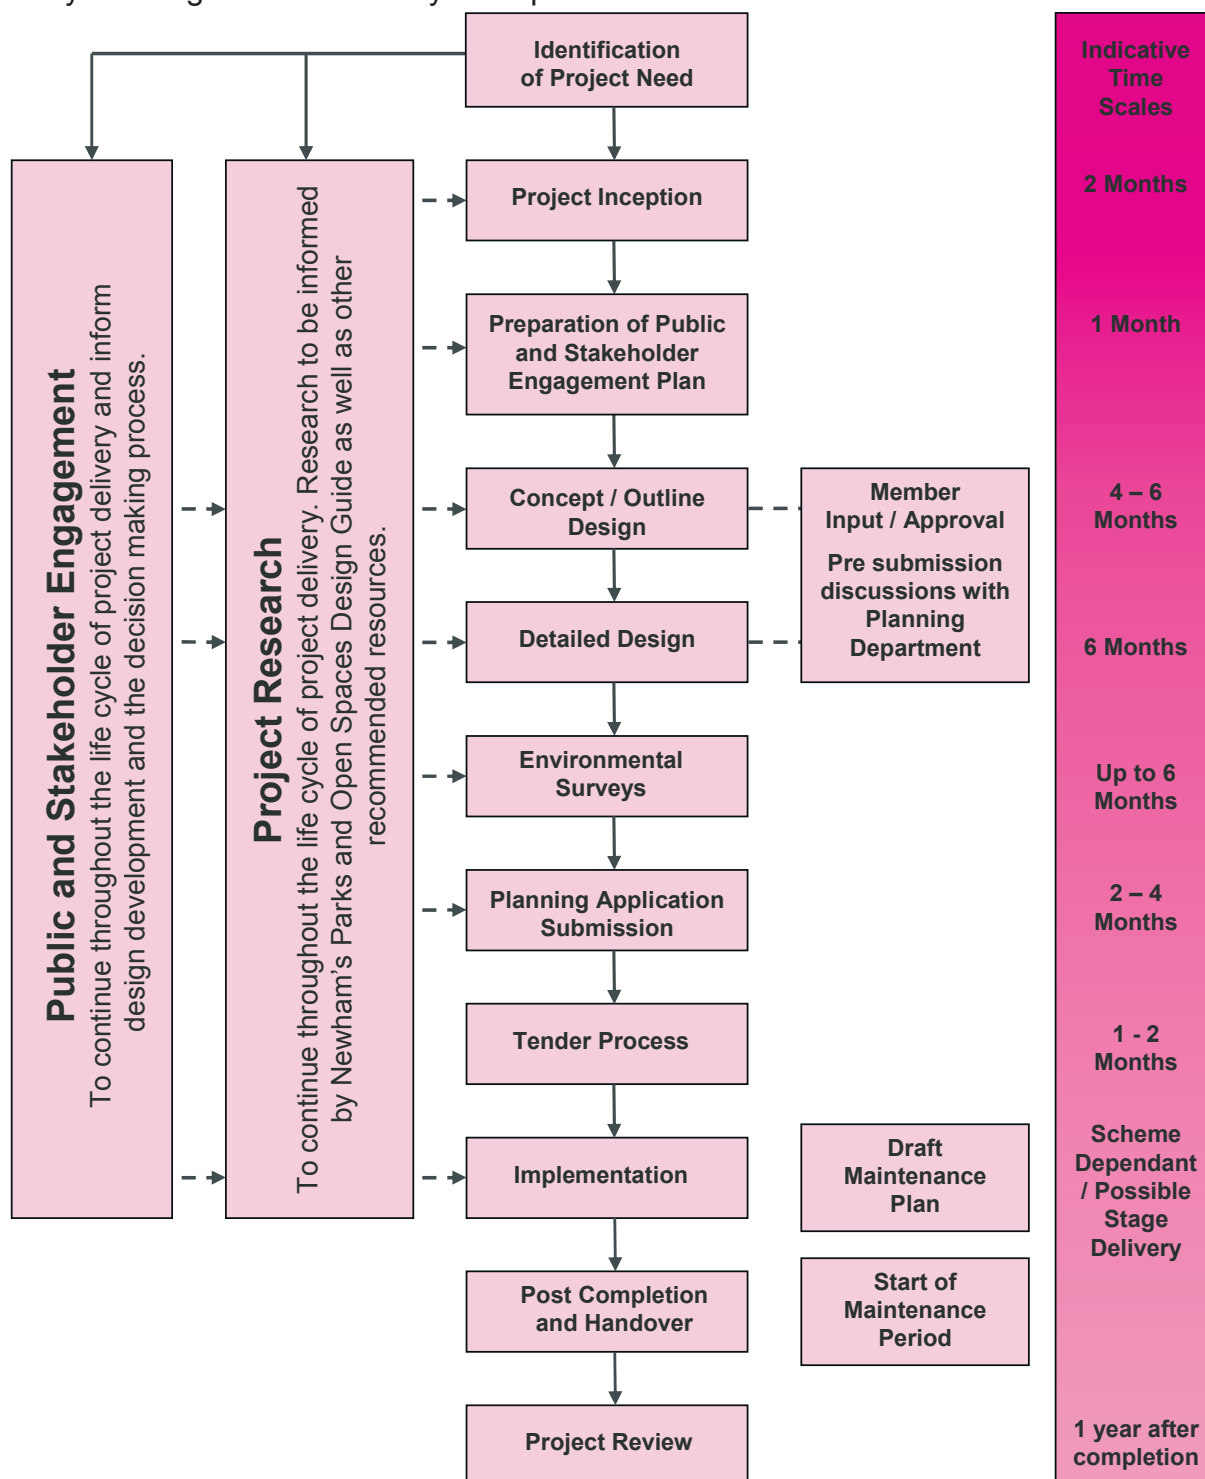 Identification
of Project Need
Indicative
Time
Scales
Public and Stakeholder Engagement
To continue throughout the life cycle of project delivery and inform
design development and the decision making process.
Project Research
To continue throughout the life cycle of project delivery. Research to be informed
by Newham's Parks and Open Spaces Design Guide as well as other
recommended resources.
Project Inception
2 Months
Preparation of Public
and Stakeholder
Engagement Plan
1 Month
Concept / Outline
Design
Member
Input / Approval
Pre submission
discussions with
Planning
Department
4 – 6
Months
Detailed Design
6 Months
Environmental
Surveys
Up to 6
Months
Planning Application
Submission
2 – 4
Months
Tender Process
1 - 2
Months
Implementation
Draft
Maintenance
Plan
Scheme
Dependant
/ Possible
Stage
Delivery
Post Completion
and Handover
Start of
Maintenance
Period
Project Review
1 year after
completion